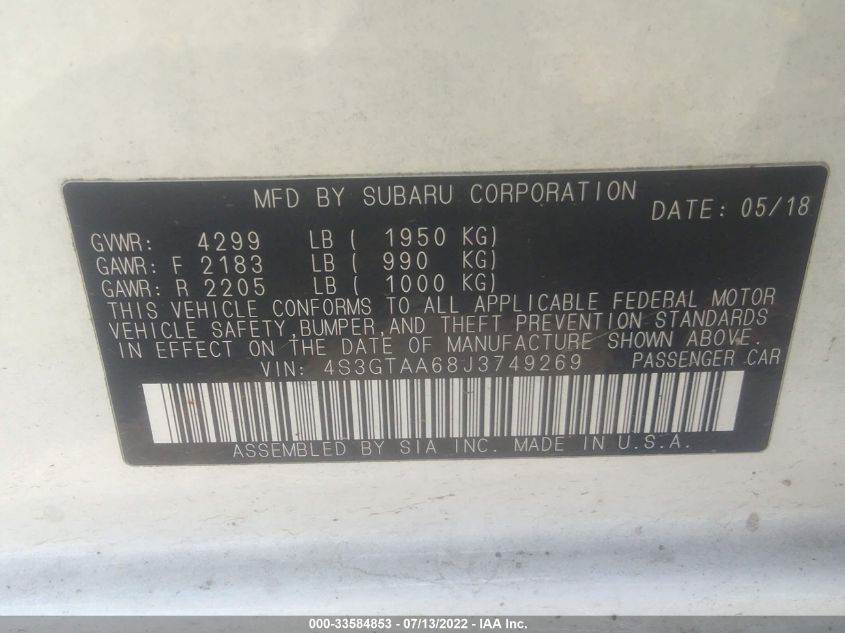 MFD BY SUBARU CORPORATION
DATE: 05/18
GVWR: 4299 LB ( 1950 KG)
GAWR: F 2183 LB ( 990 KG)
GAWR: R 2205 LB ( 1000 KG)
THIS VEHICLE CONFORMS TO ALL APPLICABLE FEDERAL MOTOR
VEHICLE SAFETY, BUMPER, AND THEFT PREVENTION STANDARDS
IN EFFECT ON THE DATE OF MANUFACTURE SHOWN ABOVE.
VIN: 4S3GTAA68J3749269 PASSENGER CAR
ASSEMBLED BY SIA INC. MADE IN U.S.A.
000-33584853 / 07/13/2022 - IAA Inc.